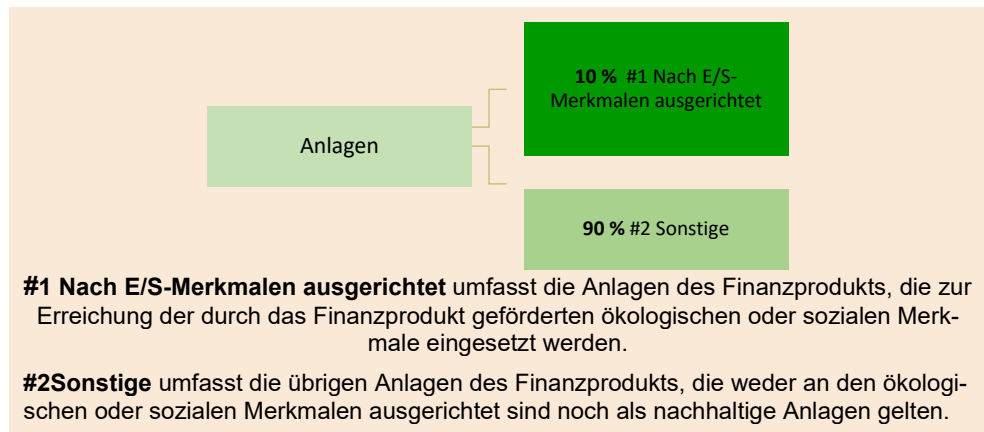 10 % #1 Nach E/S-
Merkmalen ausgerichtet
Anlagen
90 % #2 Sonstige
#1 Nach E/S-Merkmalen ausgerichtet umfasst die Anlagen des Finanzprodukts, die zur
Erreichung der durch das Finanzprodukt geförderten ökologischen oder sozialen Merk-
male eingesetzt werden.
#2Sonstige umfasst die übrigen Anlagen des Finanzprodukts, die weder an den ökologi-
schen oder sozialen Merkmalen ausgerichtet sind noch als nachhaltige Anlagen gelten.